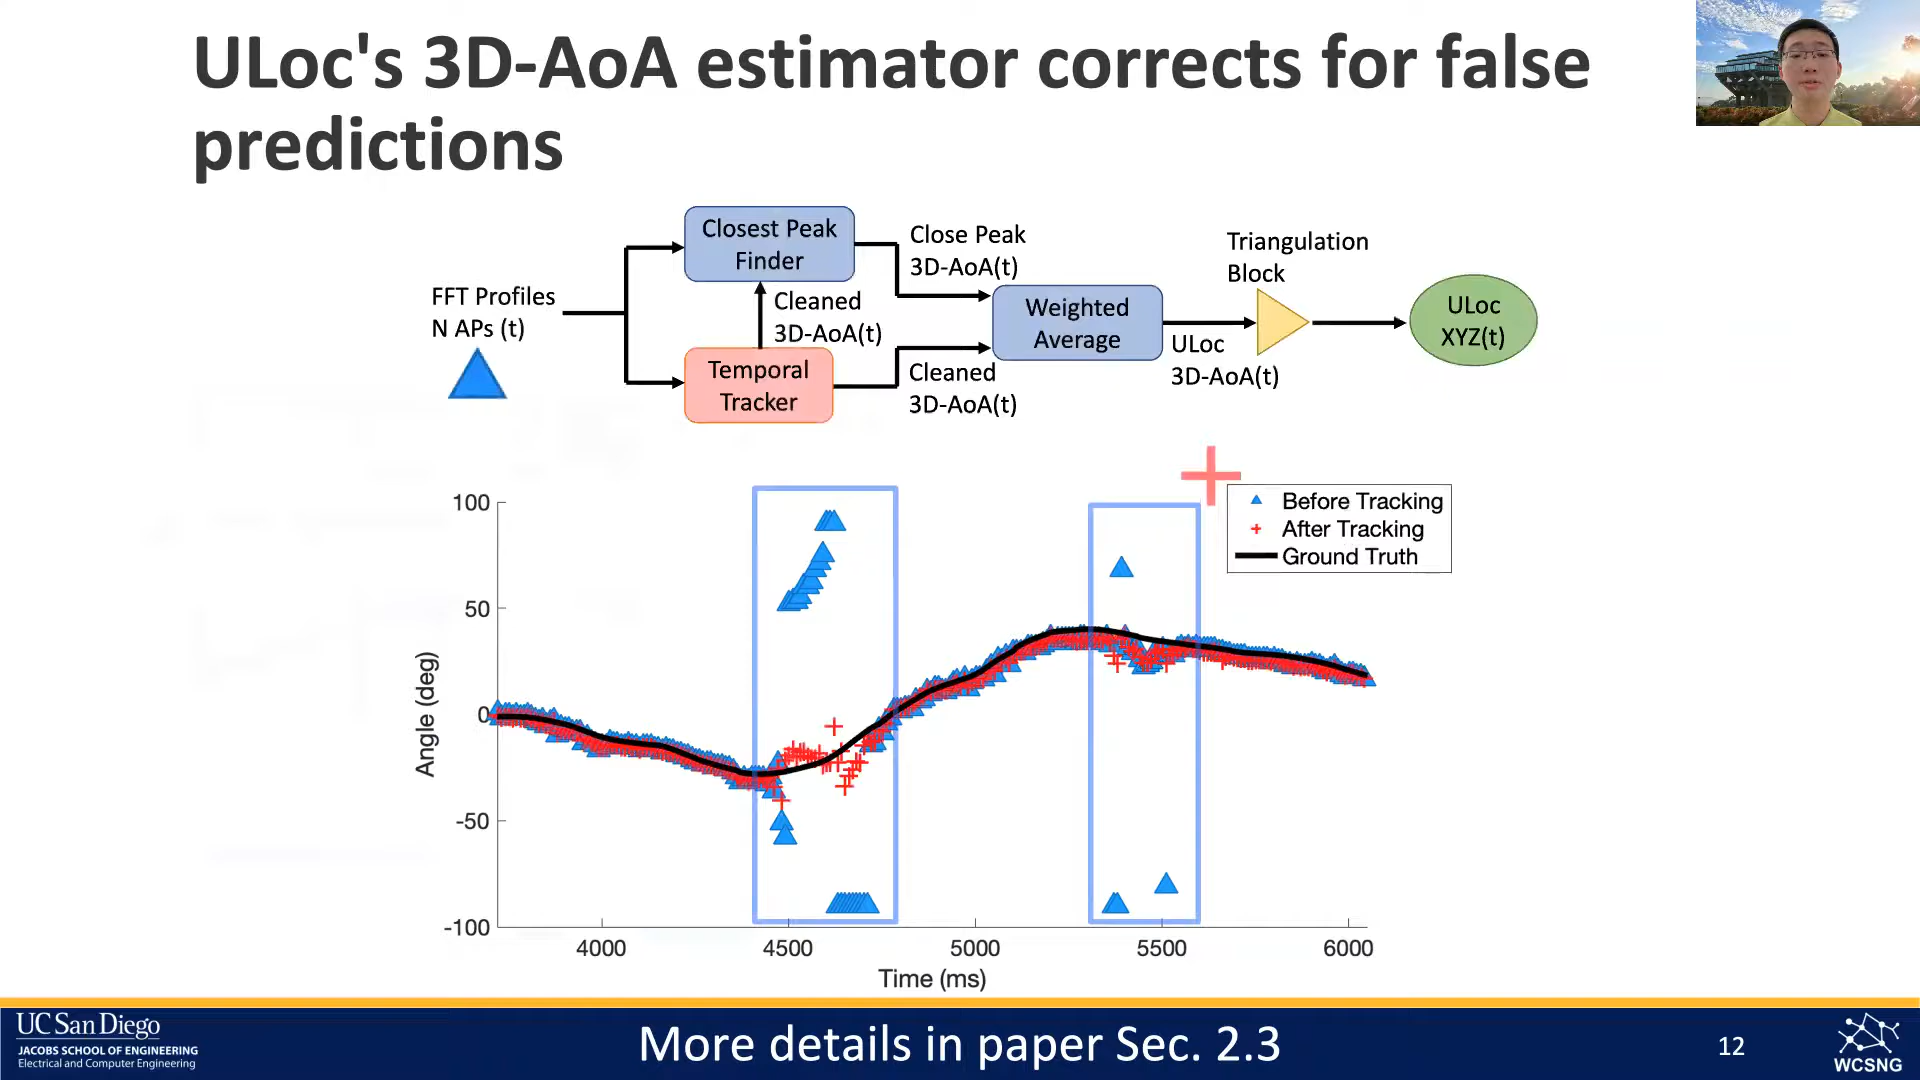 ULoc's 3D-AoA estimator corrects for false
predictions
FFT Profiles
N APs (t)
Closest Peak
Finder
Cleaned
3D-AoA(t)
Temporal
Tracker
Close Peak
3D-AoA(t)
Cleaned
3D-AoA(t)
Weighted
Average
ULoc
3D-AoA(t)
Triangulation
Block
ULoc
XYZ(t)
Before Tracking
After Tracking
Ground Truth
Angle (deg)
100
50
0
-50
-100
4000
4500
5000
5500
6000
Time (ms)
UC San Diego
JACOBS SCHOOL OF ENGINEERING
Electrical and Computer Engineering
More details in paper Sec. 2.3
12
WCSNG